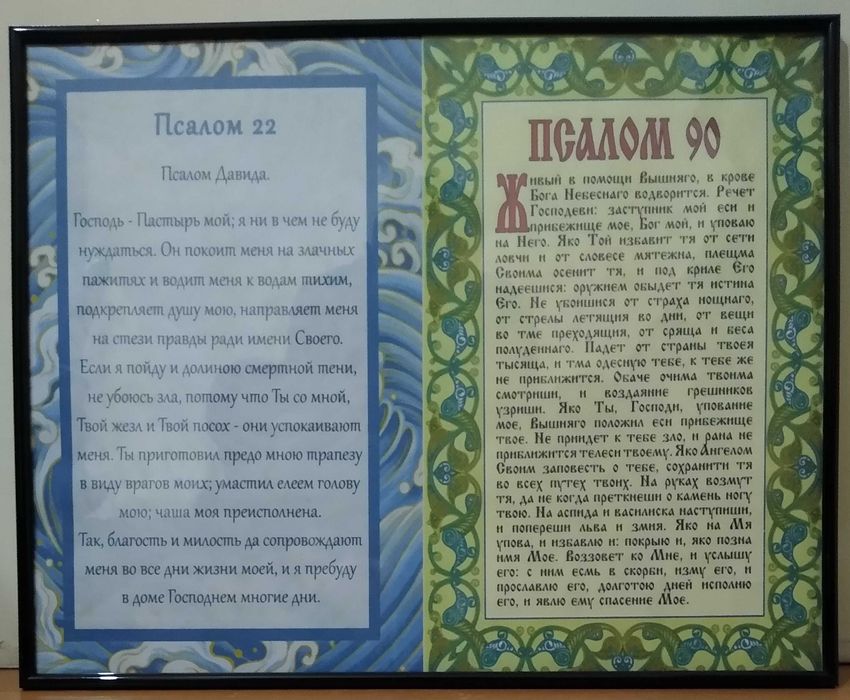 Псалом 22
Псалом Давида.
Господь - Пастырь мой; я ни в чем не буду
нуждаться. Он покоит меня на злачных
пажитях и водит меня к водам тихим,
подкрепляет душу мою, направляет меня
на стези правды ради имени Своего.
Если я пойду и долиною смертной тени,
не убоюсь зла, потому что Ты со мной,
Твой жезл и Твой посох - они успокаивают
меня. Ты приготовил предо мною трапезу
в виду врагов моих; умастил елеем голову
мою; чаша моя преисполнена.
Так, благость и милость да сопровождают
меня во все дни жизни моей, и я пребуду
в доме Господнем многие дни.
ПСАЛОМ 90
Живый в помощи Вышняго, в крове
Бога Небеснаго водворится. Речет
Господеви: заступник мой еси и
прибежище мое, Бог мой, и уповаю
на Него. Яко Той избавит тя от сети
ловчи и от словесе мятежна, плещма
Своима осенит тя, и под криле Его
надеешися: оружием обыдет тя истина
Его. Не убоишися от страха нощнаго,
от стрелы летящия во дни, от вещи
во тме преходящия, от сряща и беса
полуденнаго. Падет от страны твоея
тысяща, и тма одесную тебе, к тебе же
не приближится. Обаче очима твоима
смотриши, и воздаяние грешников
узриши. Яко Ты, Господи, упование
мое, Вышняго положил еси прибежище
твое. Не приидет к тебе зло, и рана не
приближится телеси твоему. Яко Ангелом
Своим заповесть о тебе, сохранити тя
во всех путех твоих. На руках возмут
тя, да не когда преткнеши о камень ногу
твою. На аспида и василиска наступиши,
и попереши льва и змия. Яко на Мя
упова, и избавлю и: покрыю и, яко позна
имя Мое. Воззовет ко Мне, и услышу
его: с ним есмь в скорби, изму его, и
прославлю его, долготою дней исполню
его, и явлю ему спасение Мое.